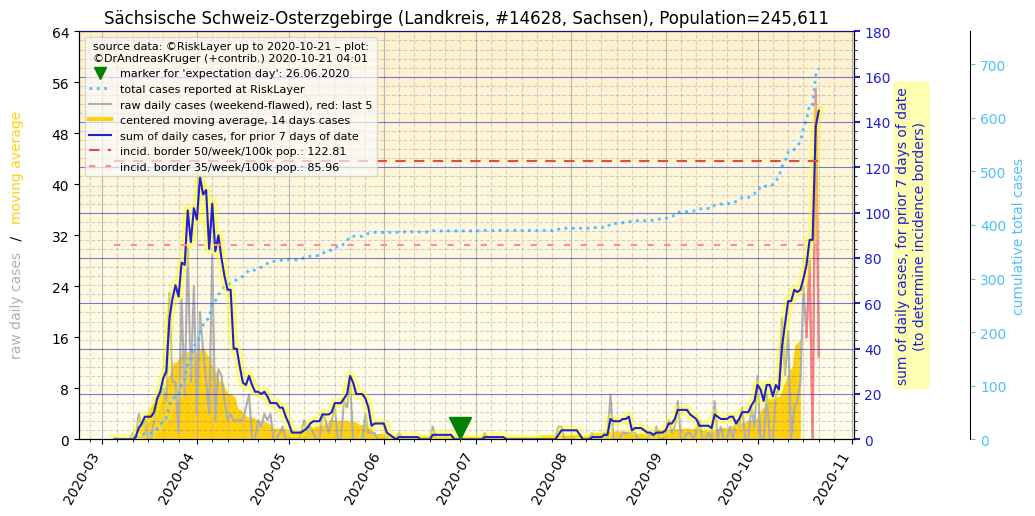 Sächsische Schweiz-Osterzgebirge (Landkreis, #14628, Sachsen), Population=245,611
source data: ©RiskLayer up to 2020-10-21 – plot:
©DrAndreasKruger (+contrib.) 2020-10-21 04:01
marker for 'expectation day': 26.06.2020
total cases reported at RiskLayer
raw daily cases (weekend-flawed), red: last 5
centered moving average, 14 days cases
sum of daily cases, for prior 7 days of date
incid. border 50/week/100k pop.: 122.81
incid. border 35/week/100k pop.: 85.96
raw daily cases / moving average
64
56
48
40
32
24
16
8
0
2020-03
2020-04
2020-05
2020-06
2020-07
2020-08
2020-09
2020-10
2020-11
180
160
140
120
100
80
60
40
20
0
sum of daily cases, for prior 7 days of date
(to determine incidence borders)
700
600
500
400
300
200
100
0
cumulative total cases